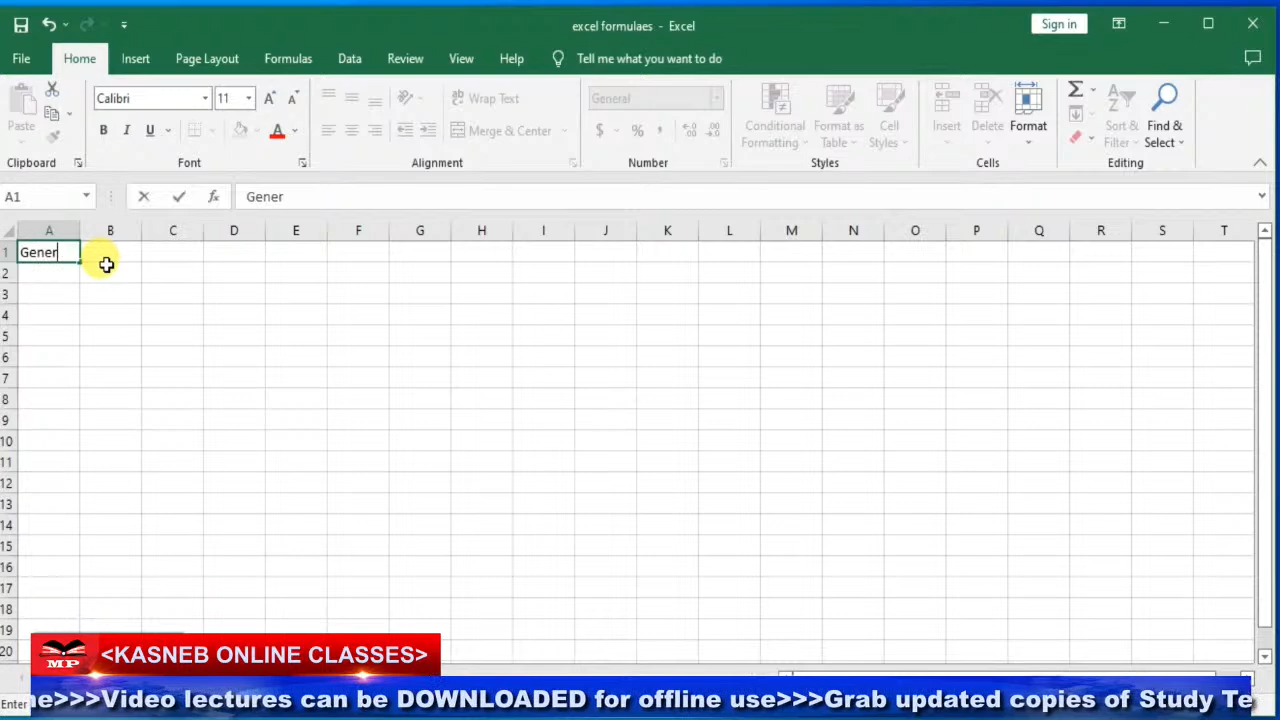 excel formulaes - Excel
Sign in
File Home Insert Page Layout Formulas Data Review View Help Tell me what you want to do
Paste
Calibri 11
B I U
Wrap Text
Merge & Center
General
$ % ,
Conditional Formatting
Format as Table
Cell Styles
Insert
Delete
Format
Sort & Filter
Find & Select
Clipboard Font Alignment Number Styles Cells Editing
A1 fx Gener
A B C D E F G H I J K L M N O P Q R S T
1 Gener
2
3
4
5
6
7
8
9
10
11
12
13
14
15
16
17
18
19
20
MP
<KASNEB ONLINE CLASSES>
ne>>>Video lectures can be DOWNLOADED for offline use>>>Grab updated copies of Study Te
Enter